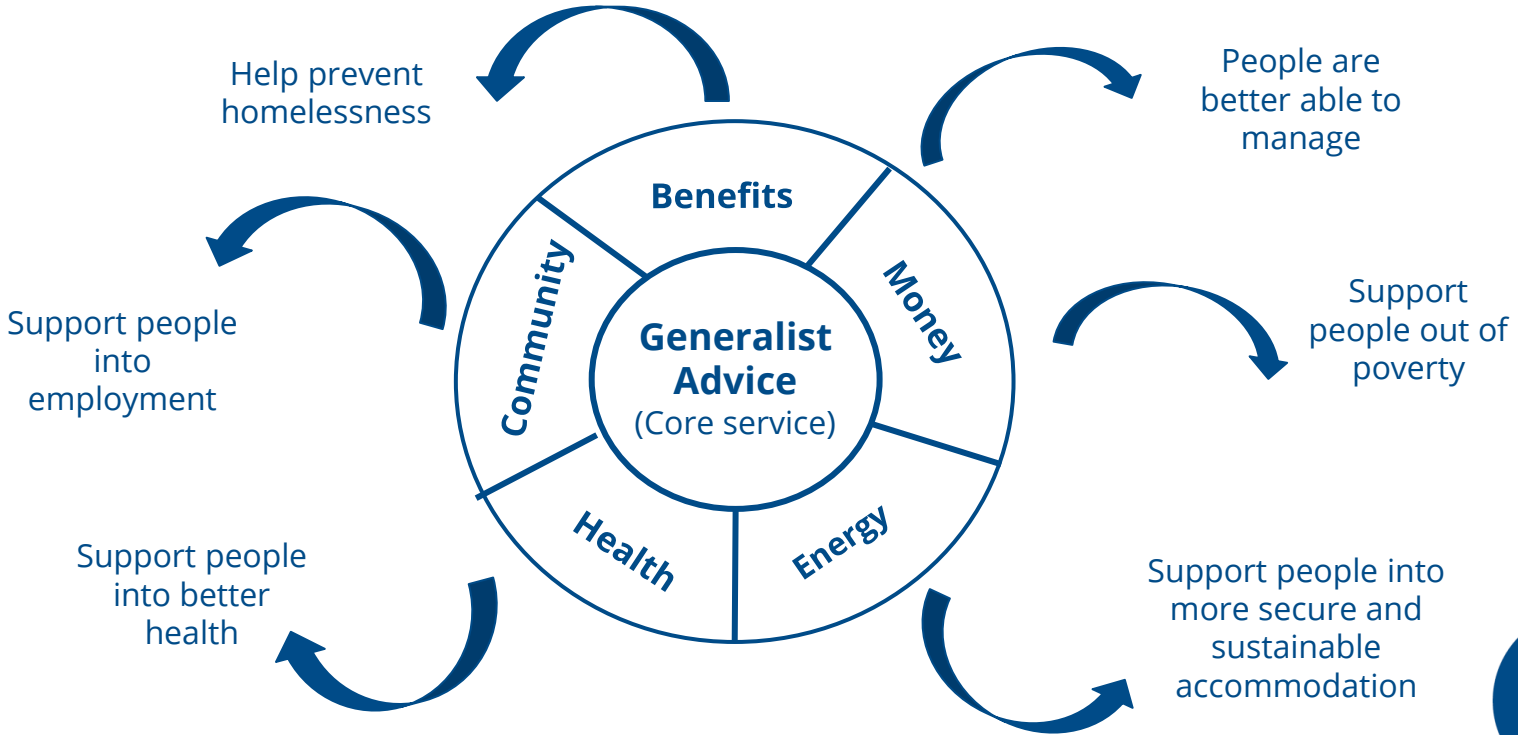 Help prevent
homelessness
People are
better able to
manage
Benefits
Community
Money
Generalist
Advice
(Core service)
Support people
into
employment
Support
people out of
poverty
Health
Energy
Support people
into better
health
Support people into
more secure and
sustainable
accommodation